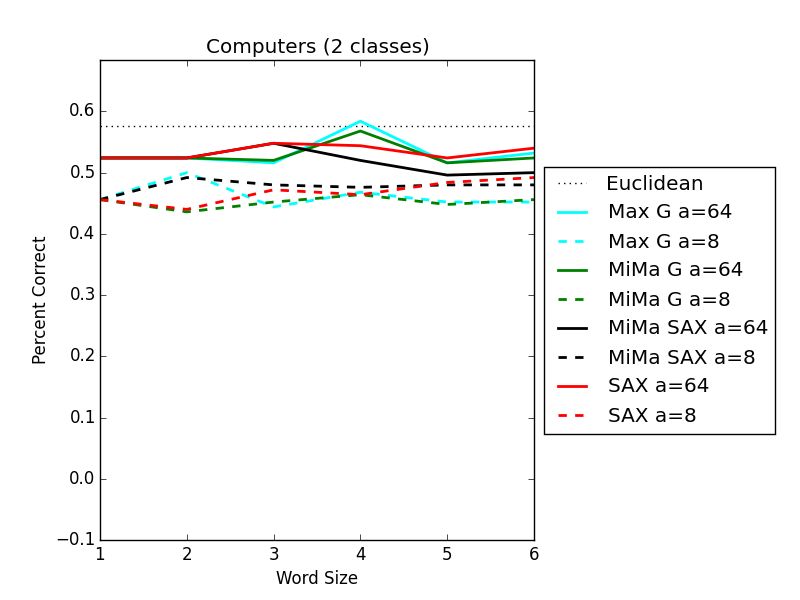 Computers (2 classes)
0.6
0.5
0.4
0.3
0.2
0.1
0.0
−0.1
1 2 3 4 5 6
Percent Correct
Word Size
Euclidean
Max G a=64
Max G a=8
MiMa G a=64
MiMa G a=8
MiMa SAX a=64
MiMa SAX a=8
SAX a=64
SAX a=8